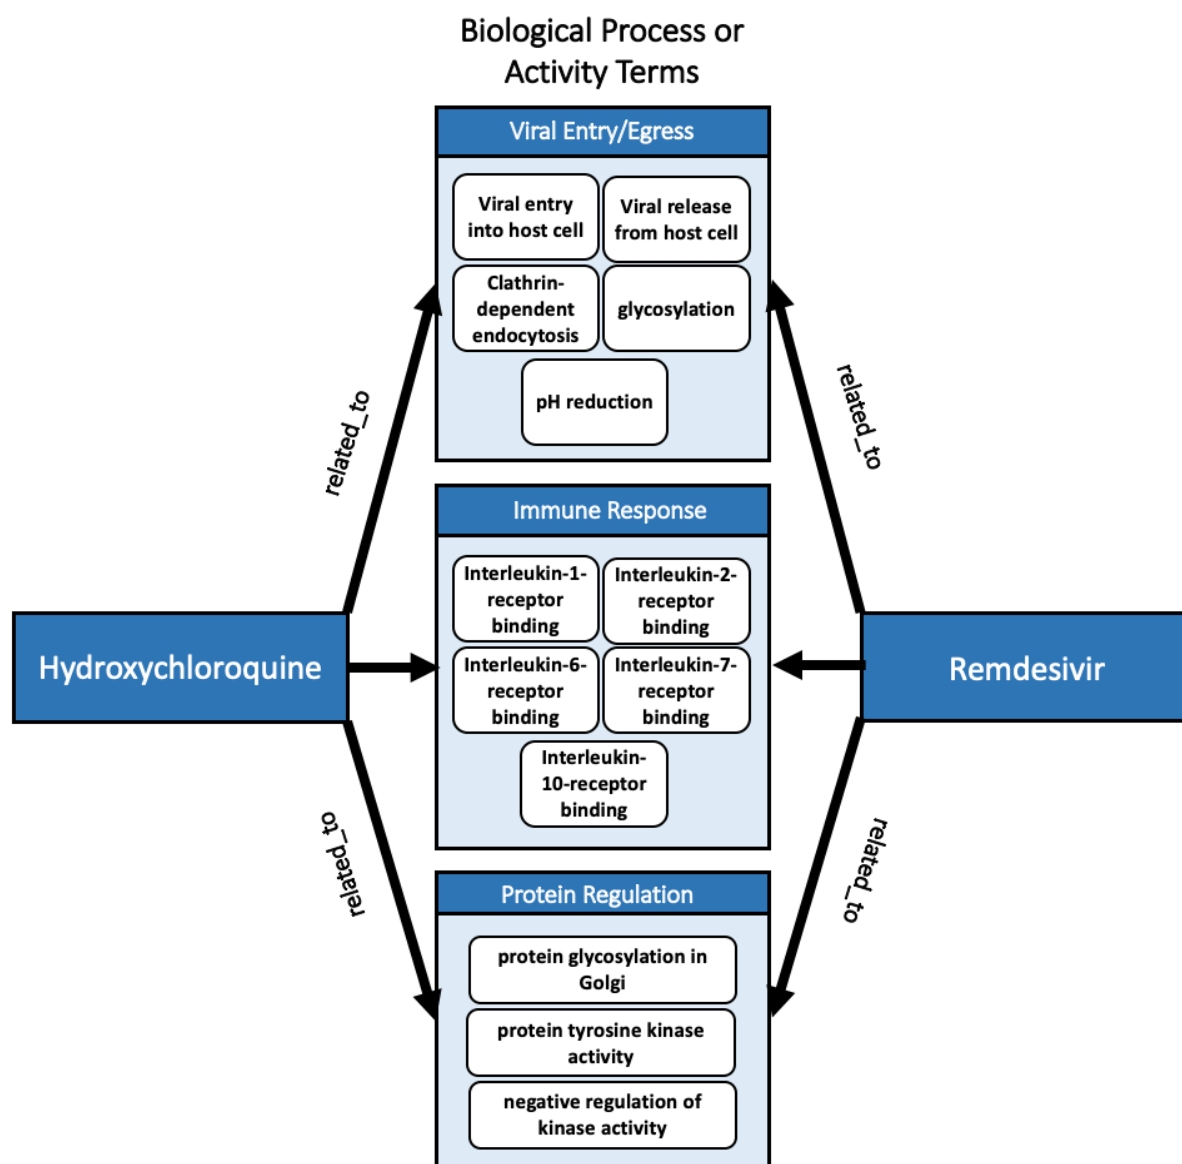 Biological Process or
Activity Terms
Viral Entry/Egress
Viral entry
into host cell
Viral release
from host cell
Clathrin-
dependent
endocytosis
glycosylation
pH reduction
related_to
related_to
Immune Response
Interleukin-1-
receptor
binding
Interleukin-2-
receptor
binding
Interleukin-6-
receptor
binding
Interleukin-7-
receptor
binding
Interleukin-
10-receptor
binding
Hydroxychloroquine
Remdesivir
related_to
related_to
Protein Regulation
protein glycosylation in
Golgi
protein tyrosine kinase
activity
negative regulation of
kinase activity